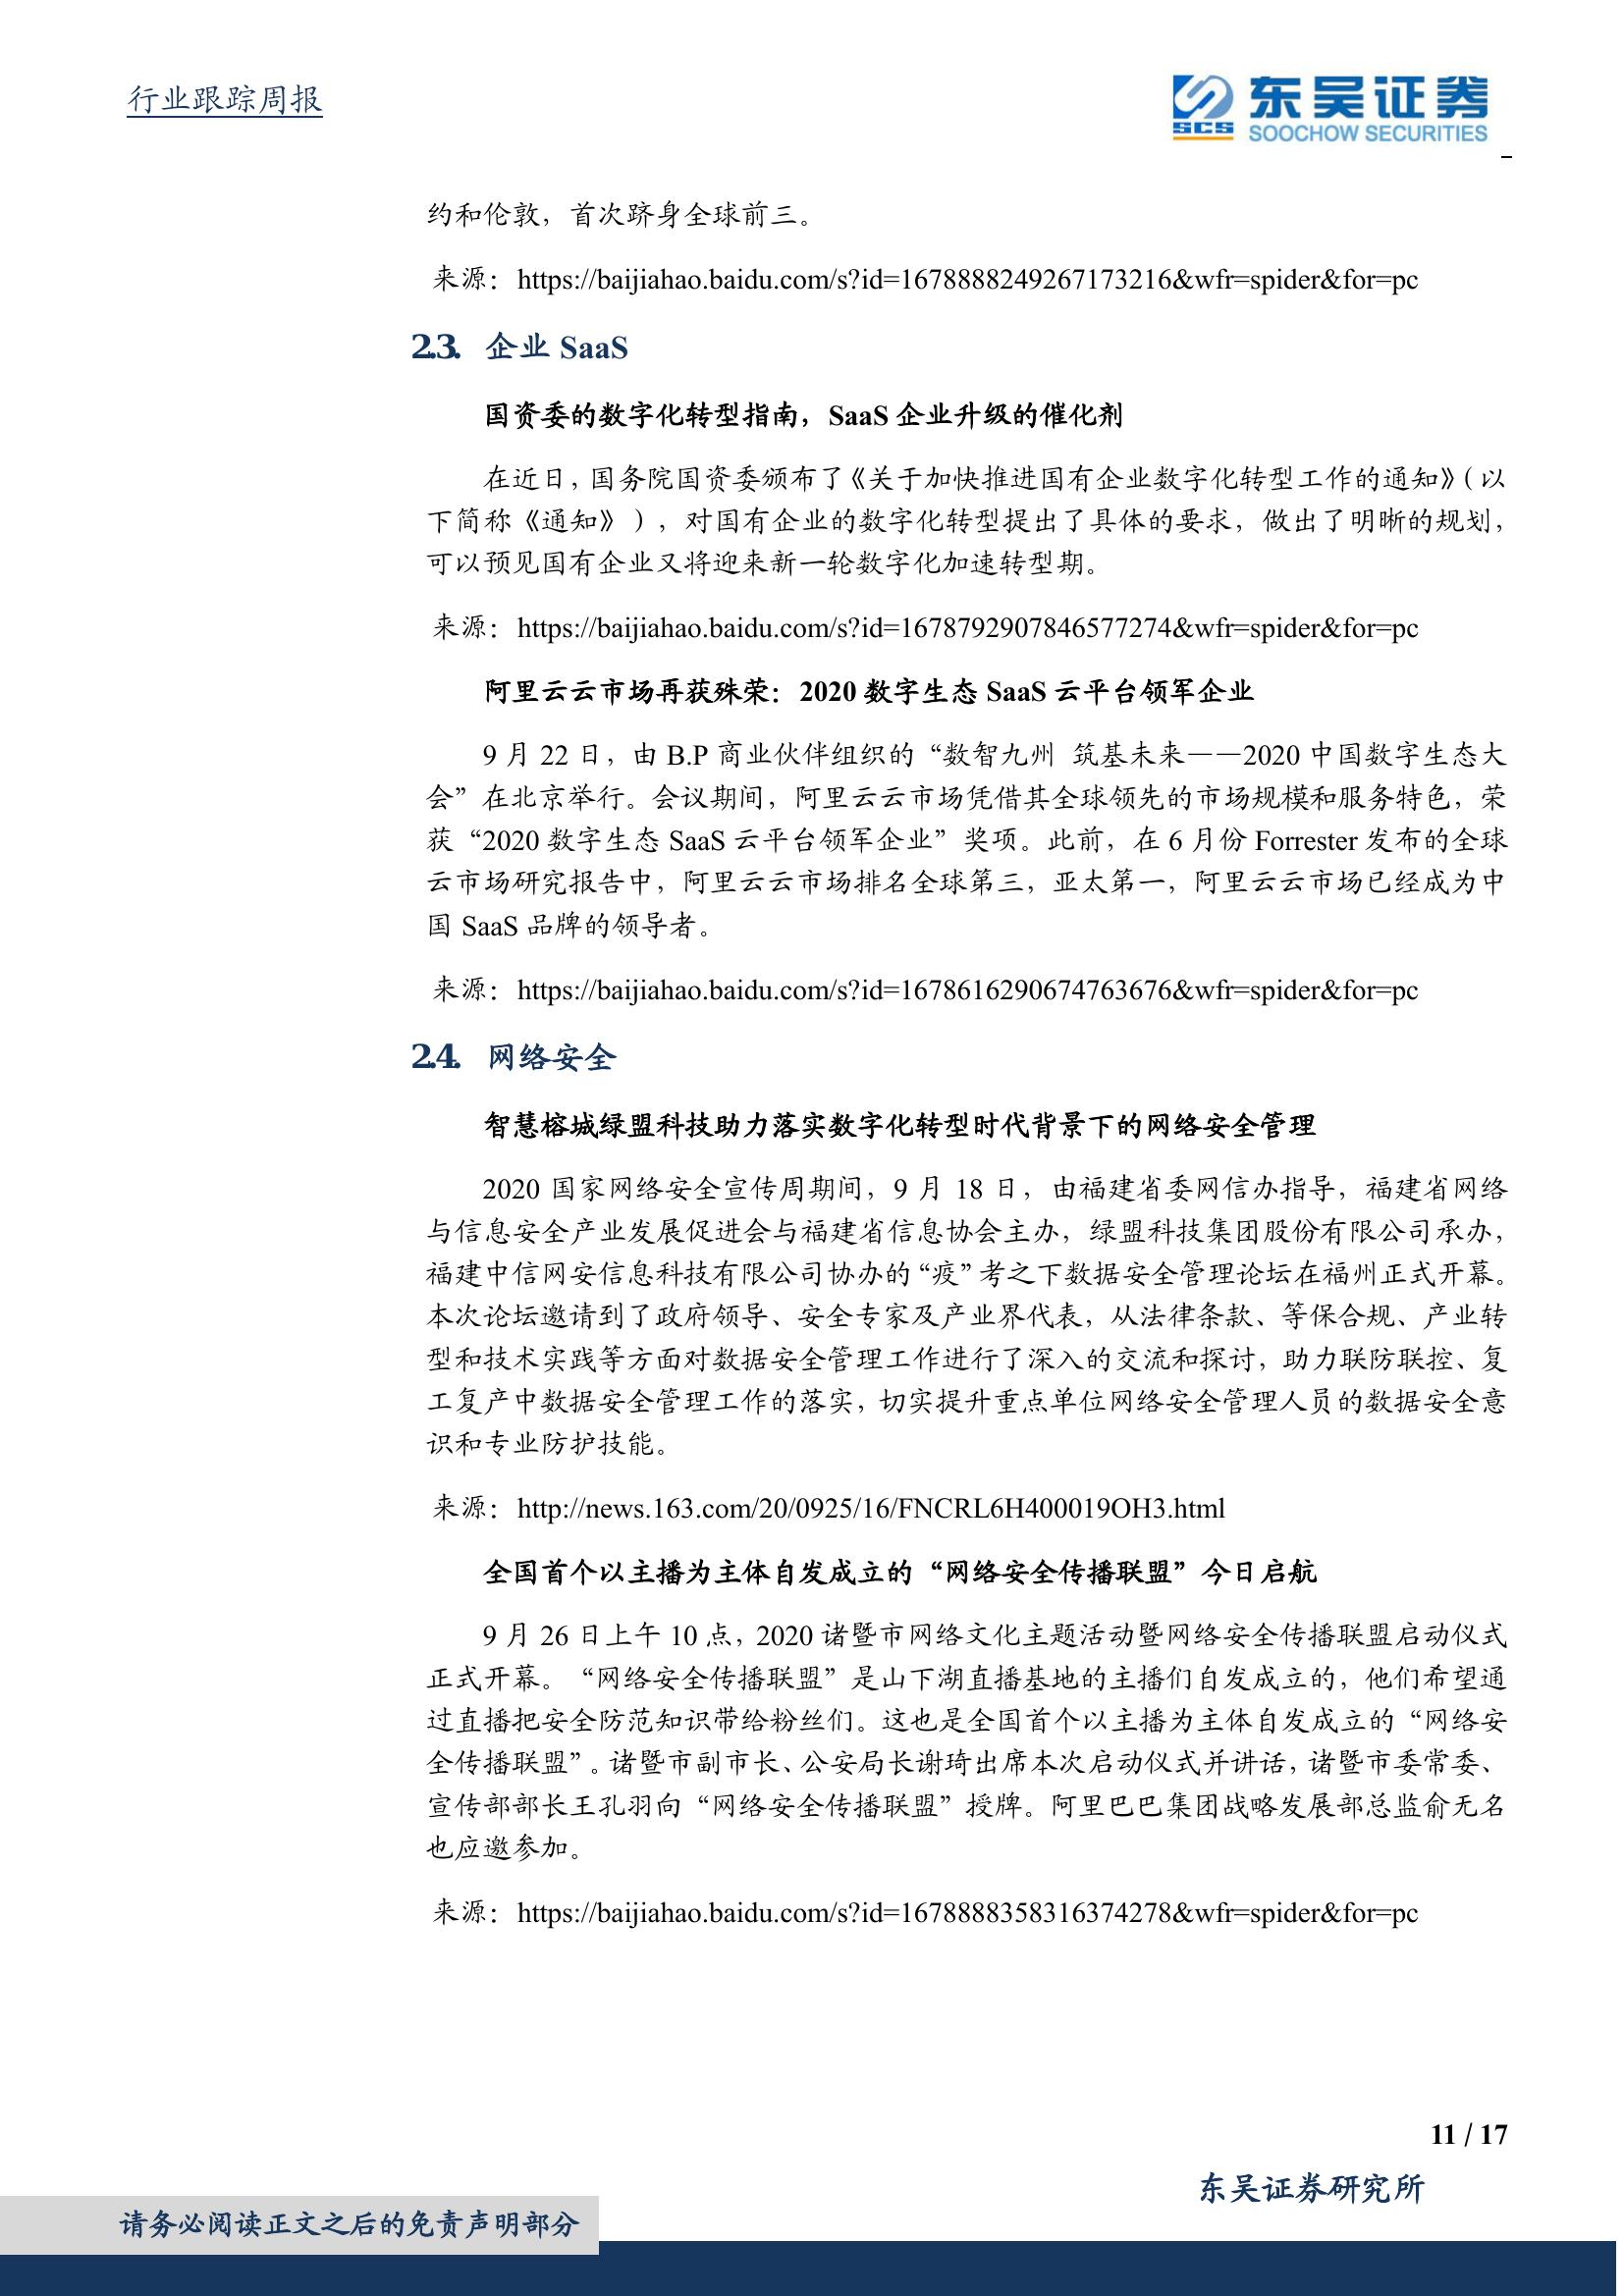 行业跟踪周报
SCS
东吴证券
SOOCHOW SECURITIES
约和伦敦，首次跻身全球前三。
来源：https://baijiahao.baidu.com/s?id=1678888249267173216&wfr=spider&for=pc
2.3. 企业 SaaS
国资委的数字化转型指南，SaaS 企业升级的催化剂
在近日，国务院国资委颁布了《关于加快推进国有企业数字化转型工作的通知》（以
下简称《通知》），对国有企业的数字化转型提出了具体的要求，做出了明晰的规划，
可以预见国有企业又将迎来新一轮数字化加速转型期。
来源：https://baijiahao.baidu.com/s?id=1678792907846577274&wfr=spider&for=pc
阿里云云市场再获殊荣：2020 数字生态 SaaS 云平台领军企业
9 月 22 日，由 B.P 商业伙伴组织的“数智九州 筑基未来——2020 中国数字生态大
会”在北京举行。会议期间，阿里云云市场凭借其全球领先的市场规模和服务特色，荣
获“2020 数字生态 SaaS 云平台领军企业”奖项。此前，在 6 月份 Forrester 发布的全球
云市场研究报告中，阿里云云市场排名全球第三，亚太第一，阿里云云市场已经成为中
国 SaaS 品牌的领导者。
来源：https://baijiahao.baidu.com/s?id=1678616290674763676&wfr=spider&for=pc
2.4. 网络安全
智慧榕城绿盟科技助力落实数字化转型时代背景下的网络安全管理
2020 国家网络安全宣传周期间，9 月 18 日，由福建省委网信办指导，福建省网络
与信息安全产业发展促进会与福建省信息协会主办，绿盟科技集团股份有限公司承办，
福建中信网安信息科技有限公司协办的“疫”考之下数据安全管理论坛在福州正式开幕。
本次论坛邀请到了政府领导、安全专家及产业界代表，从法律条款、等保合规、产业转
型和技术实践等方面对数据安全管理工作进行了深入的交流和探讨，助力联防联控、复
工复产中数据安全管理工作的落实，切实提升重点单位网络安全管理人员的数据安全意
识和专业防护技能。
来源：http://news.163.com/20/0925/16/FNCRL6H400019OH3.html
全国首个以主播为主体自发成立的“网络安全传播联盟”今日启航
9 月 26 日上午 10 点，2020 诸暨市网络文化主题活动暨网络安全传播联盟启动仪式
正式开幕。“网络安全传播联盟”是山下湖直播基地的主播们自发成立的，他们希望通
过直播把安全防范知识带给粉丝们。这也是全国首个以主播为主体自发成立的“网络安
全传播联盟”。诸暨市副市长、公安局长谢琦出席本次启动仪式并讲话，诸暨市委常委、
宣传部部长王孔羽向“网络安全传播联盟”授牌。阿里巴巴集团战略发展部总监俞无名
也应邀参加。
来源：https://baijiahao.baidu.com/s?id=1678888358316374278&wfr=spider&for=pc
11 / 17
东吴证券研究所
请务必阅读正文之后的免责声明部分